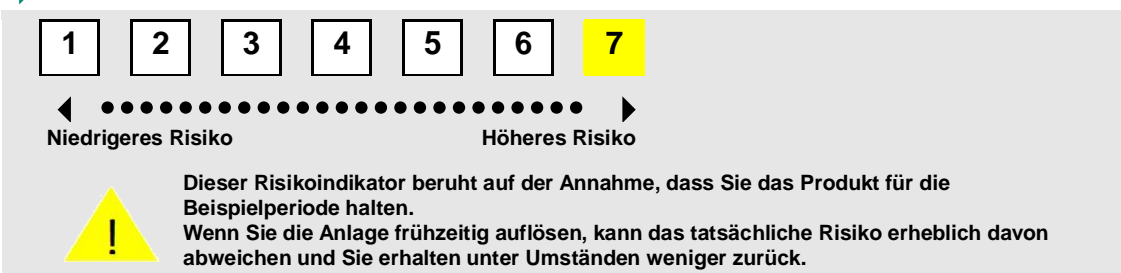 1 2 3 4 5 6 7
Niedrigeres Risiko Höheres Risiko
Dieser Risikoindikator beruht auf der Annahme, dass Sie das Produkt für die
Beispielperiode halten.
! Wenn Sie die Anlage frühzeitig auflösen, kann das tatsächliche Risiko erheblich davon
abweichen und Sie erhalten unter Umständen weniger zurück.